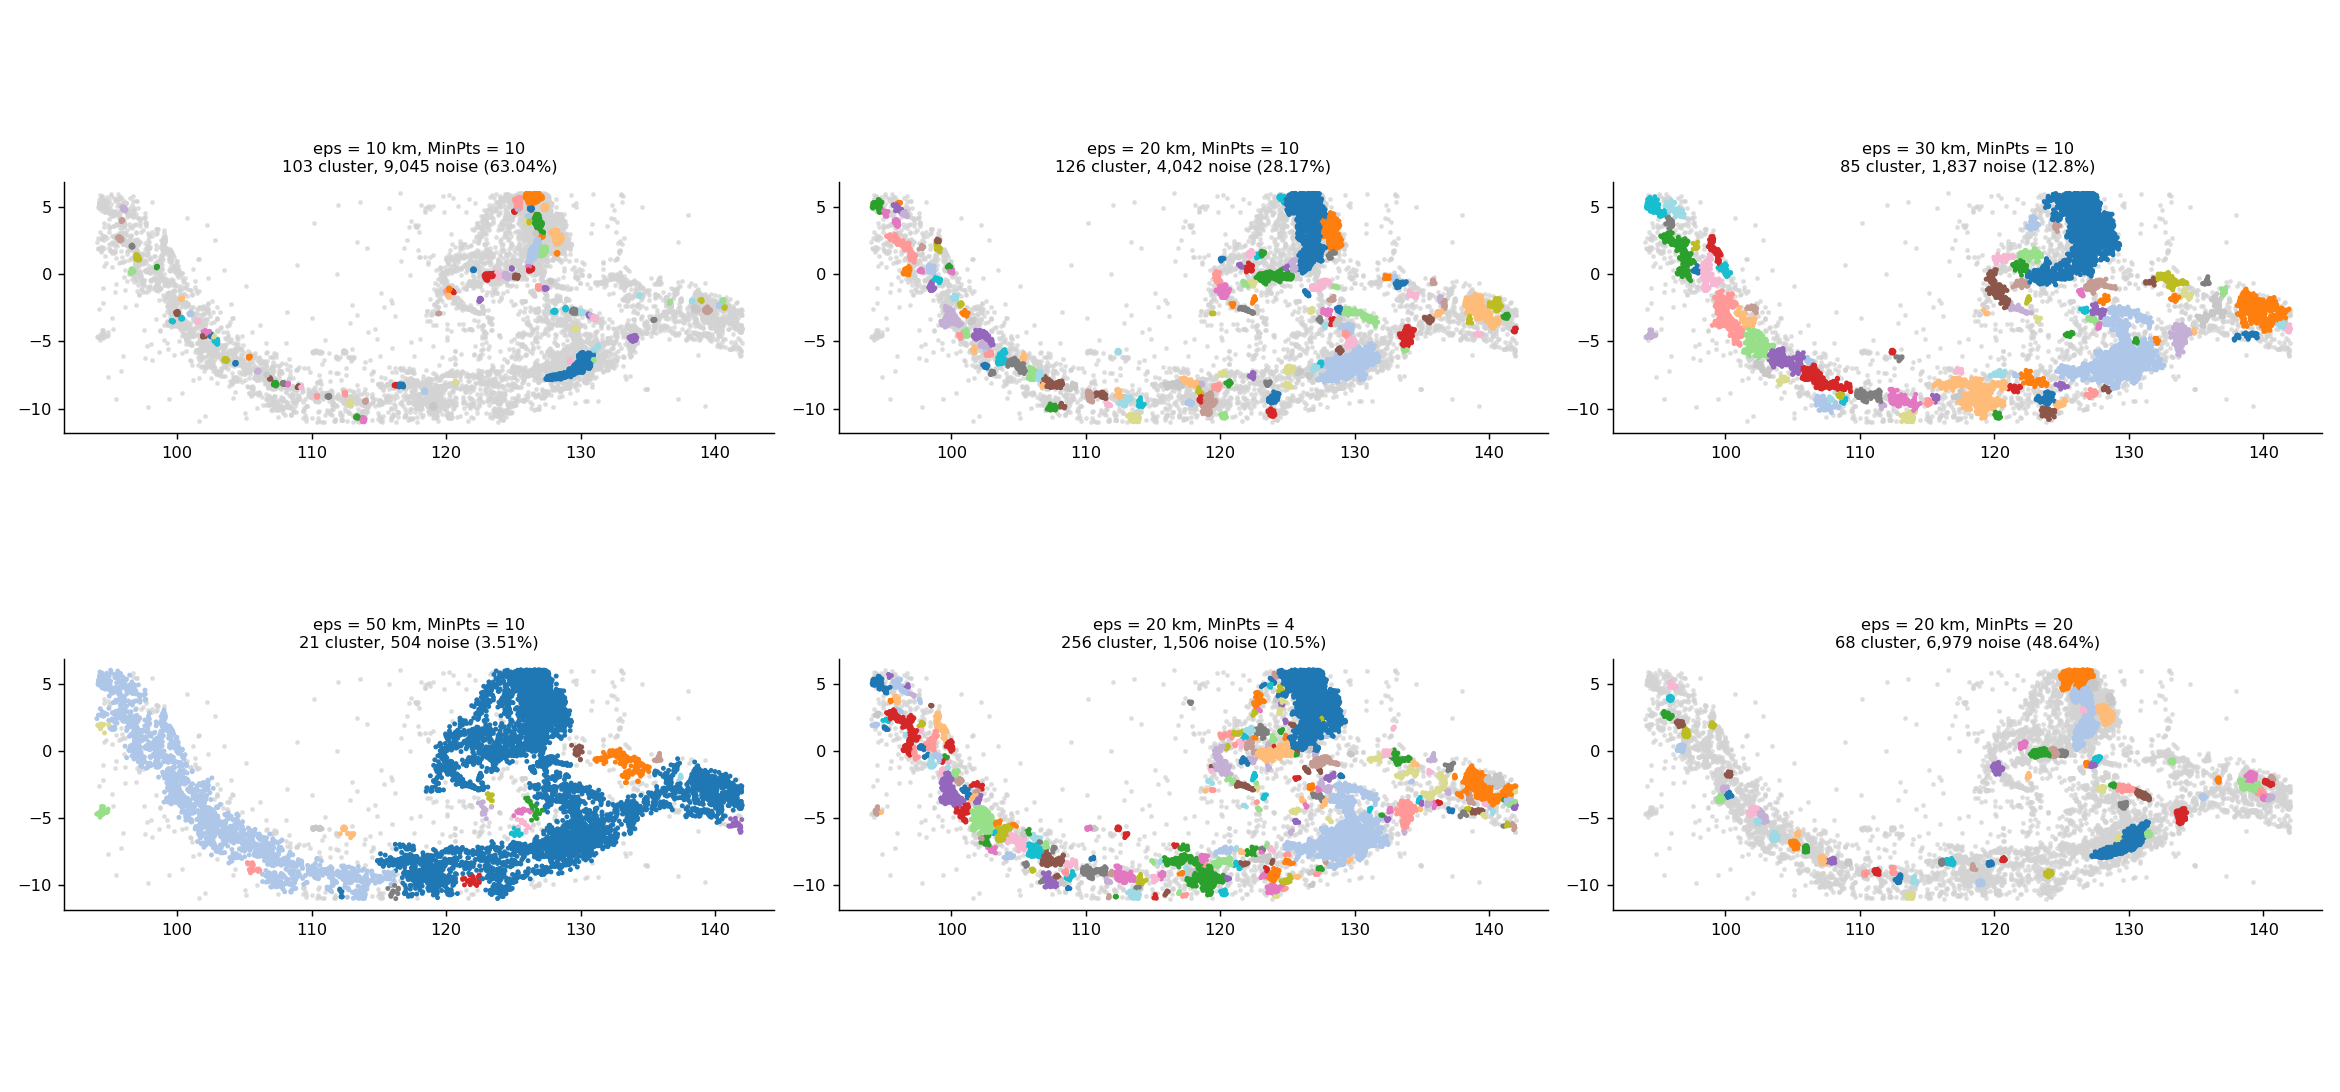 eps = 10 km, MinPts = 10
103 cluster, 9,045 noise (63.04%)
5
0
−5
−10
100 110 120 130 140
eps = 20 km, MinPts = 10
126 cluster, 4,042 noise (28.17%)
5
0
−5
−10
100 110 120 130 140
eps = 30 km, MinPts = 10
85 cluster, 1,837 noise (12.8%)
5
0
−5
−10
100 110 120 130 140
eps = 50 km, MinPts = 10
21 cluster, 504 noise (3.51%)
5
0
−5
−10
100 110 120 130 140
eps = 20 km, MinPts = 4
256 cluster, 1,506 noise (10.5%)
5
0
−5
−10
100 110 120 130 140
eps = 20 km, MinPts = 20
68 cluster, 6,979 noise (48.64%)
5
0
−5
−10
100 110 120 130 140